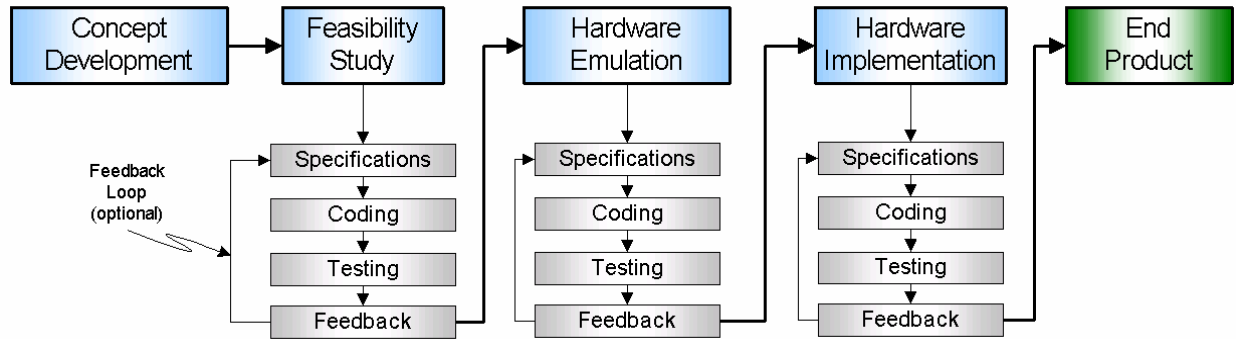 Concept
Development
Feasibility
Study
Hardware
Emulation
Hardware
Implementation
End
Product
Feedback
Loop
(optional)
Specifications
Coding
Testing
Feedback
Specifications
Coding
Testing
Feedback
Specifications
Coding
Testing
Feedback